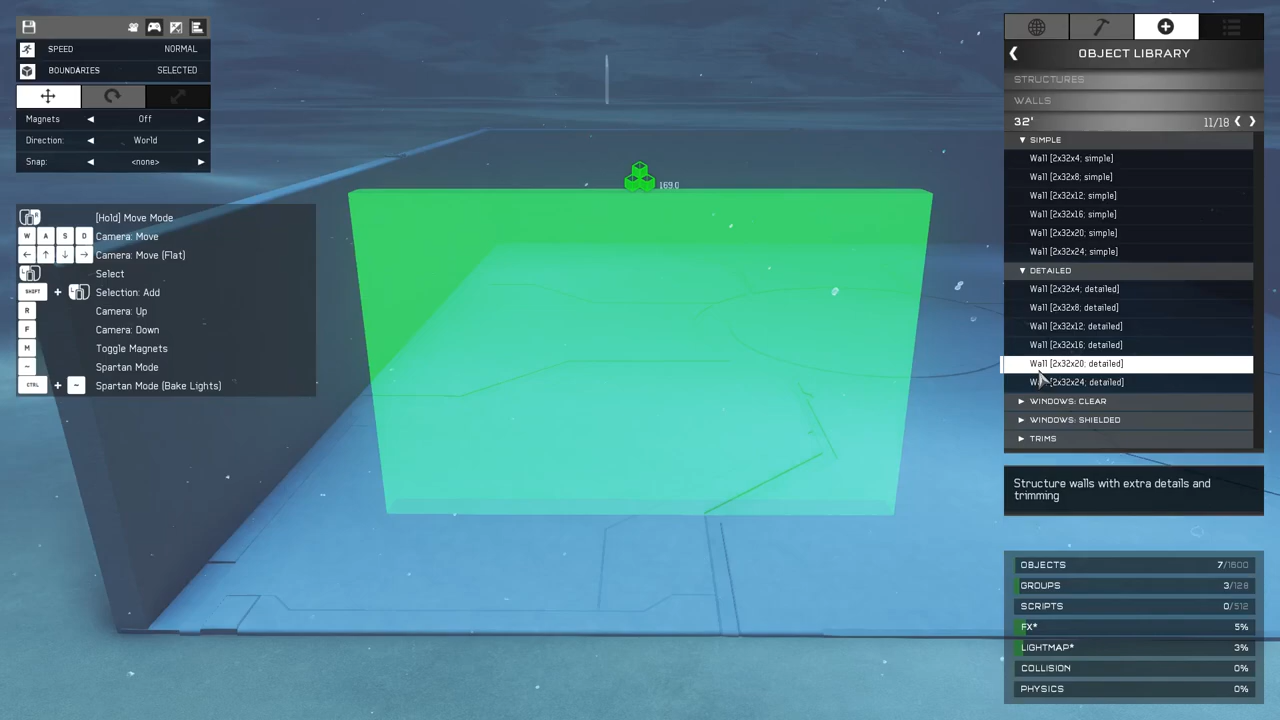 SPEED NORMAL
BOUNDARIES SELECTED
Magnets Off
Direction: World
Snap: <none>
R
[Hold] Move Mode
W A S D Camera: Move
← ↑ ↓ → Camera: Move (Flat)
L Select
SHIFT + L Selection: Add
R Camera: Up
F Camera: Down
M Toggle Magnets
~ Spartan Mode
CTRL + ~ Spartan Mode (Bake Lights)
169.0
OBJECT LIBRARY
STRUCTURES
WALLS
32' 11/18
SIMPLE
Wall [2x32x4; simple]
Wall [2x32x8; simple]
Wall [2x32x12; simple]
Wall [2x32x16; simple]
Wall [2x32x20; simple]
Wall [2x32x24; simple]
DETAILED
Wall [2x32x4; detailed]
Wall [2x32x8; detailed]
Wall [2x32x12; detailed]
Wall [2x32x16; detailed]
Wall [2x32x20; detailed]
Wall [2x32x24; detailed]
WINDOWS: CLEAR
WINDOWS: SHIELDED
TRIMS
Structure walls with extra details and
trimming
OBJECTS 7/1600
GROUPS 3/128
SCRIPTS 0/512
FX* 5%
LIGHTMAP* 3%
COLLISION 0%
PHYSICS 0%